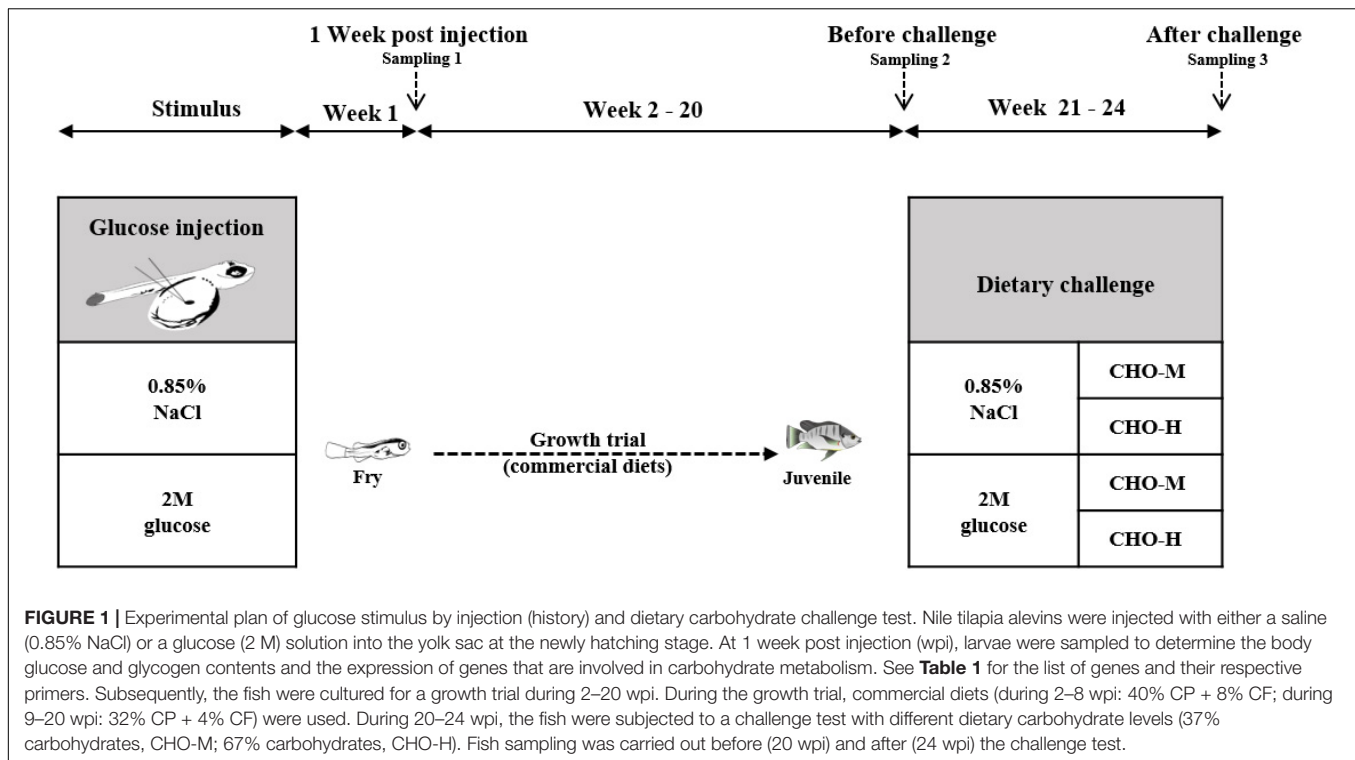 1 Week post injection
Sampling 1
Before challenge
Sampling 2
After challenge
Sampling 3
Stimulus
Week 1
Week 2 - 20
Week 21 - 24
Glucose injection
Dietary challenge
0.85%
NaCl
2M
glucose
Fry
Growth trial
(commercial diets)
Juvenile
0.85%
NaCl
CHO-M
CHO-H
2M
glucose
CHO-M
CHO-H
FIGURE 1 | Experimental plan of glucose stimulus by injection (history) and dietary carbohydrate challenge test. Nile tilapia alevins were injected with either a saline
(0.85% NaCl) or a glucose (2 M) solution into the yolk sac at the newly hatching stage. At 1 week post injection (wpi), larvae were sampled to determine the body
glucose and glycogen contents and the expression of genes that are involved in carbohydrate metabolism. See Table 1 for the list of genes and their respective
primers. Subsequently, the fish were cultured for a growth trial during 2–20 wpi. During the growth trial, commercial diets (during 2–8 wpi: 40% CP + 8% CF; during
9–20 wpi: 32% CP + 4% CF) were used. During 20–24 wpi, the fish were subjected to a challenge test with different dietary carbohydrate levels (37%
carbohydrates, CHO-M; 67% carbohydrates, CHO-H). Fish sampling was carried out before (20 wpi) and after (24 wpi) the challenge test.